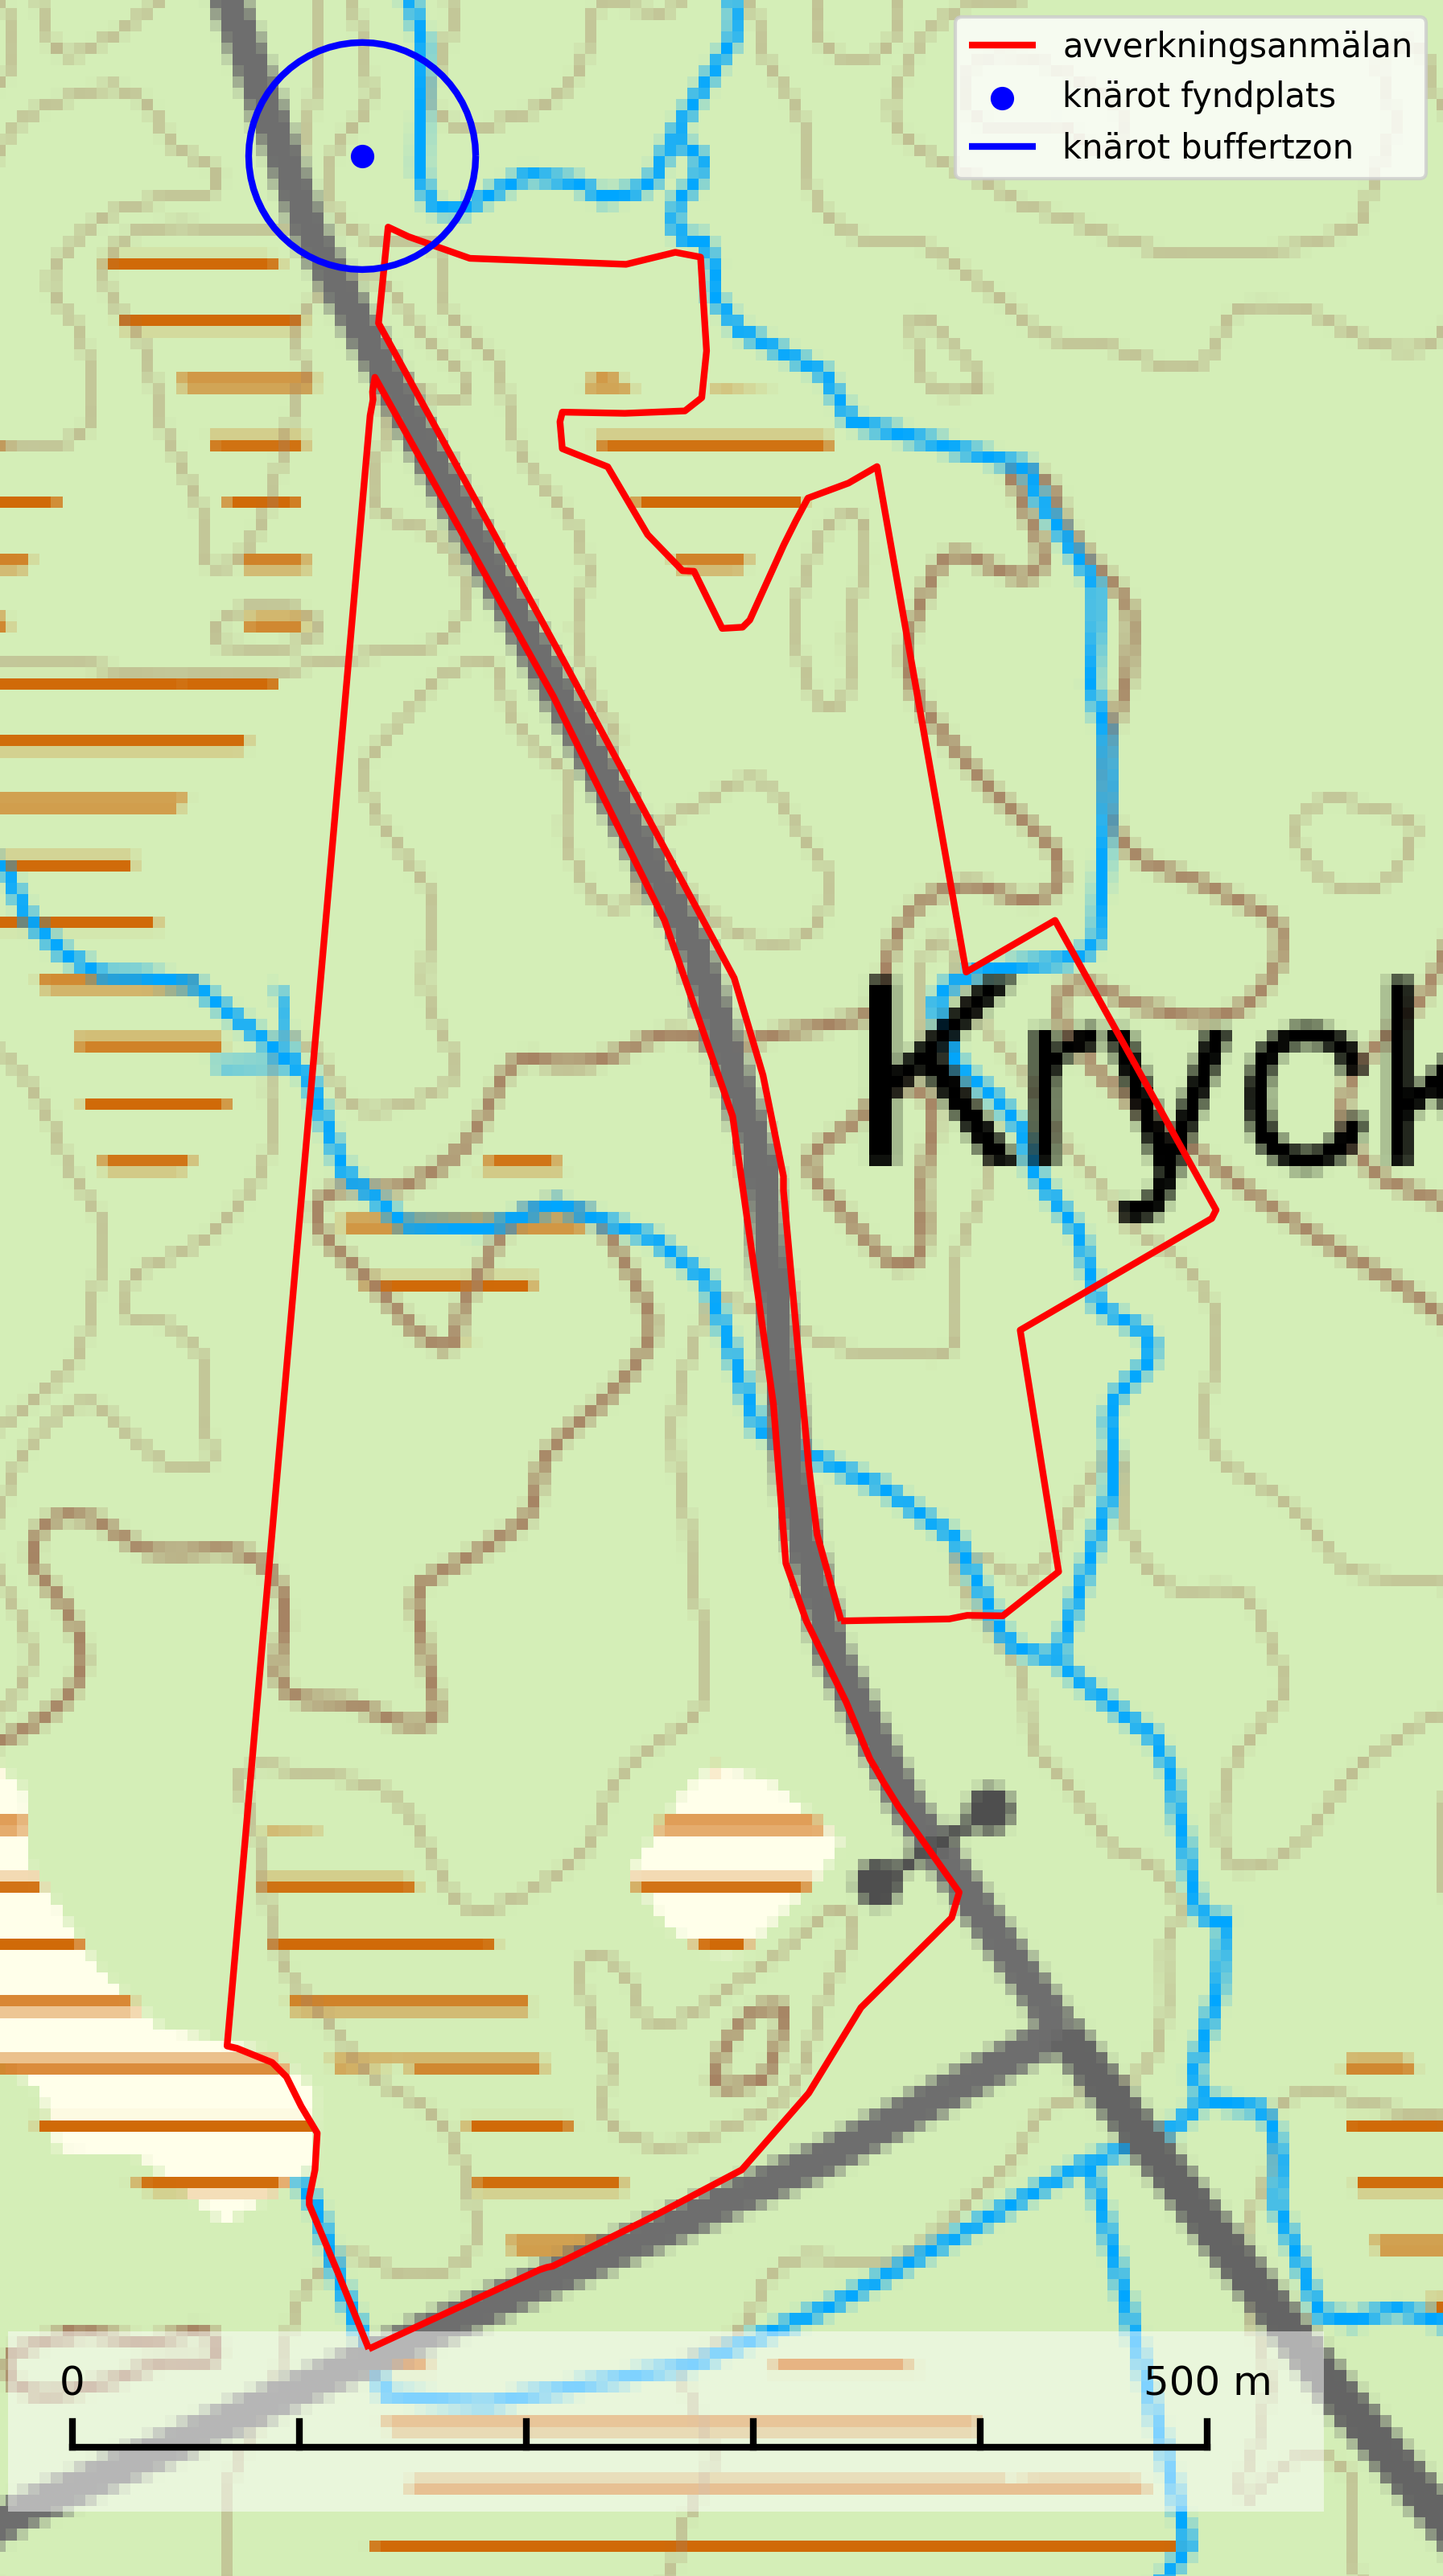 avverkningsanmälan
knärot fyndplats
knärot buffertzon
Kryck
0 500 m